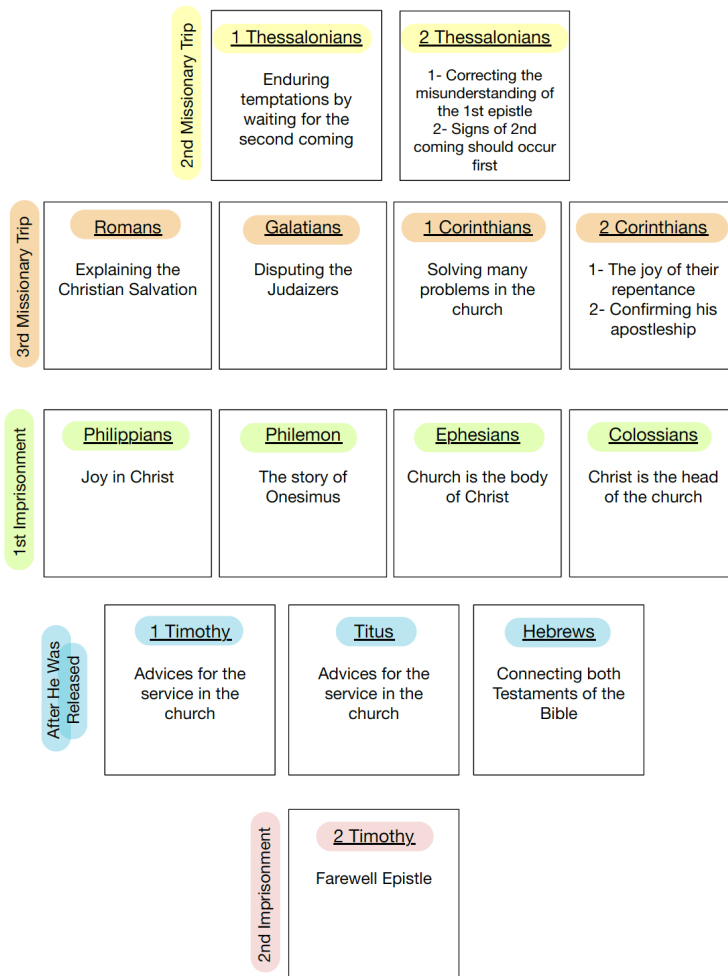 2nd Missionary Trip
1 Thessalonians
Enduring
temptations by
waiting for the
second coming
2 Thessalonians
1- Correcting the
misunderstanding of
the 1st epistle
2- Signs of 2nd
coming should occur
first
3rd Missionary Trip
Romans
Explaining the
Christian Salvation
Galatians
Disputing the
Judaizers
1 Corinthians
Solving many
problems in the
church
2 Corinthians
1- The joy of their
repentance
2- Confirming his
apostleship
1st Imprisonment
Philippians
Joy in Christ
Philemon
The story of
Onesimus
Ephesians
Church is the body
of Christ
Colossians
Christ is the head
of the church
After He Was
Released
1 Timothy
Advices for the
service in the
church
Titus
Advices for the
service in the
church
Hebrews
Connecting both
Testaments of the
Bible
2nd Imprisonment
2 Timothy
Farewell Epistle